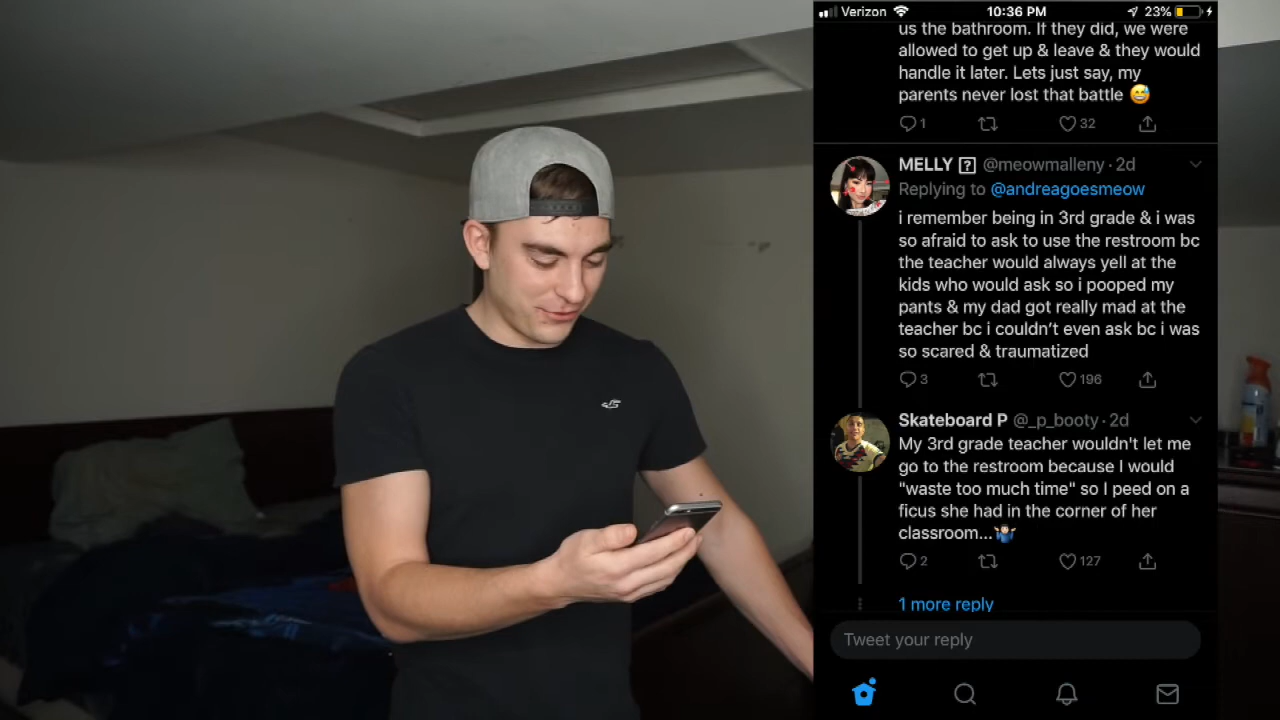 Verizon 10:36 PM 23%
us the bathroom. If they did, we were
allowed to get up & leave & they would
handle it later. Lets just say, my
parents never lost that battle 😅
1 32
MELLY ? @meowmalleny · 2d
Replying to @andreagoesmeow
i remember being in 3rd grade & i was
so afraid to ask to use the restroom bc
the teacher would always yell at the
kids who would ask so i pooped my
pants & my dad got really mad at the
teacher bc i couldn’t even ask bc i was
so scared & traumatized
3 196
Skateboard P @_p_booty · 2d
My 3rd grade teacher wouldn't let me
go to the restroom because I would
"waste too much time" so I peed on a
ficus she had in the corner of her
classroom...🤷🏻‍♂️
2 127
1 more reply
Tweet your reply